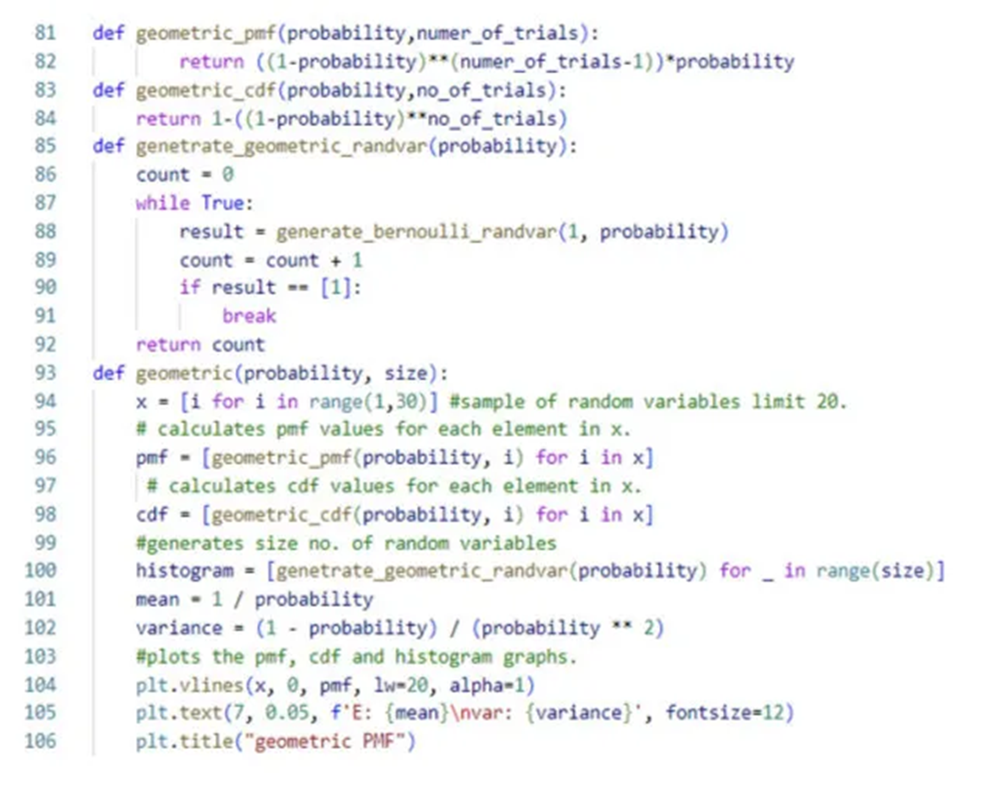 81 def geometric_pmf(probability,numer_of_trials):
82 return ((1-probability)**(numer_of_trials-1))*probability
83 def geometric_cdf(probability,no_of_trials):
84 return 1-((1-probability)**no_of_trials)
85 def genetrate_geometric_randvar(probability):
86 count = 0
87 while True:
88 result = generate_bernoulli_randvar(1, probability)
89 count = count + 1
90 if result == [1]:
91 break
92 return count
93 def geometric(probability, size):
94 x = [i for i in range(1,30)] #sample of random variables limit 20.
95 # calculates pmf values for each element in x.
96 pmf = [geometric_pmf(probability, i) for i in x]
97 # calculates cdf values for each element in x.
98 cdf = [geometric_cdf(probability, i) for i in x]
99 #generates size no. of random variables
100 histogram = [genetrate_geometric_randvar(probability) for _ in range(size)]
101 mean = 1 / probability
102 variance = (1 - probability) / (probability ** 2)
103 #plots the pmf, cdf and histogram graphs.
104 plt.vlines(x, 0, pmf, lw=20, alpha=1)
105 plt.text(7, 0.05, f'E: {mean}\nvar: {variance}', fontsize=12)
106 plt.title("geometric PMF")